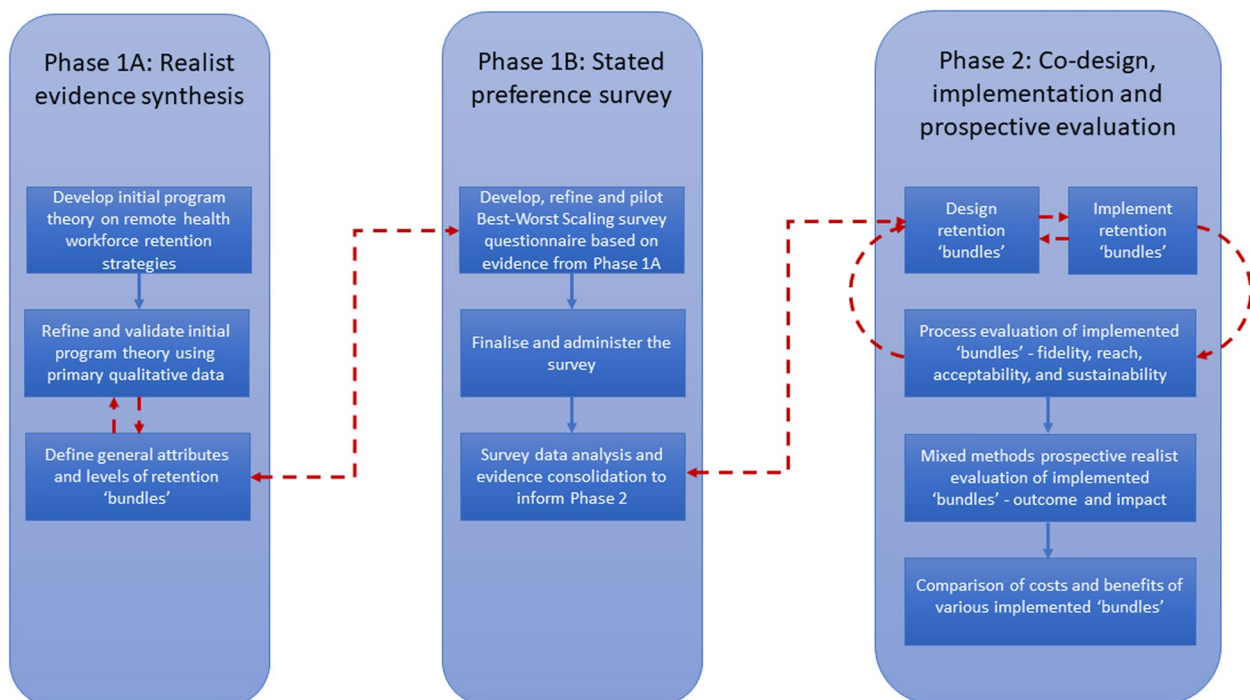 Phase 1A: Realist
evidence synthesis
Develop initial program
theory on remote health
workforce retention
strategies
Refine and validate initial
program theory using
primary qualitative data
Define general attributes
and levels of retention
‘bundles’
Phase 1B: Stated
preference survey
Develop, refine and pilot
Best-Worst Scaling survey
questionnaire based on
evidence from Phase 1A
Finalise and administer the
survey
Survey data analysis and
evidence consolidation to
inform Phase 2
Phase 2: Co-design,
implementation and
prospective evaluation
Design
retention
‘bundles’
Implement
retention
‘bundles’
Process evaluation of implemented
‘bundles’ - fidelity, reach,
acceptability, and sustainability
Mixed methods prospective realist
evaluation of implemented
‘bundles’ - outcome and impact
Comparison of costs and benefits of
various implemented ‘bundles’